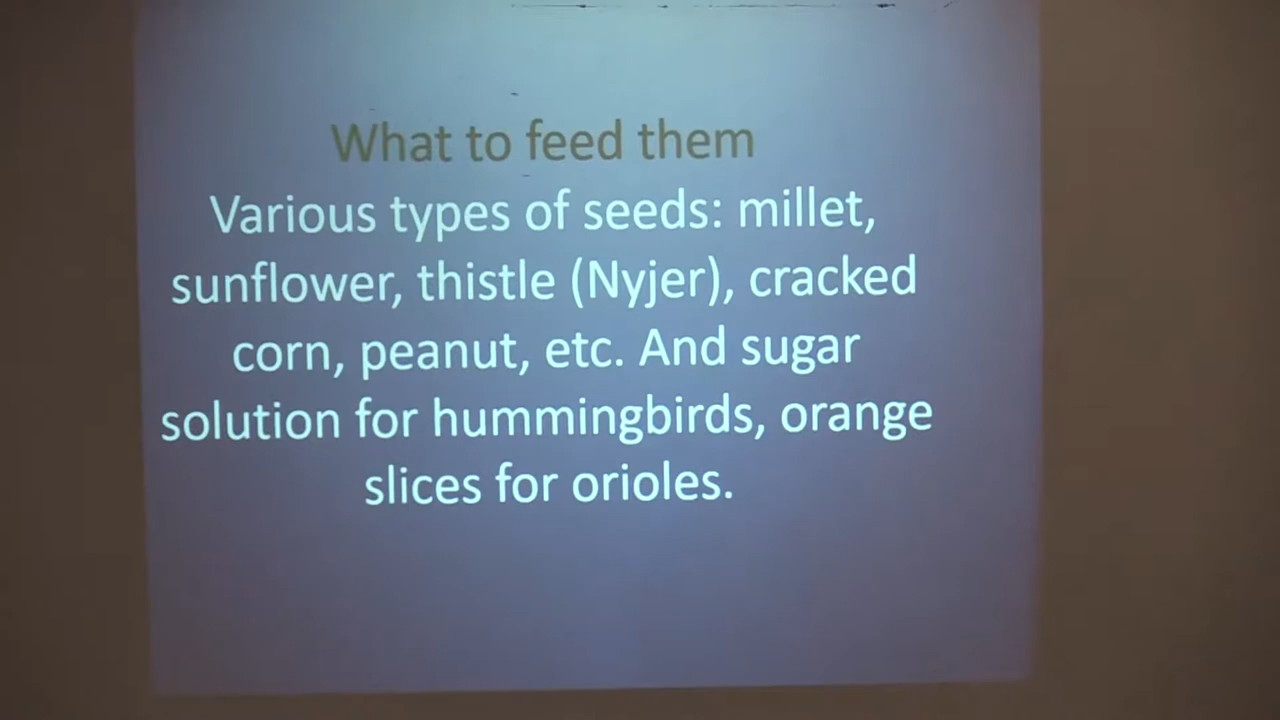 What to feed them
Various types of seeds: millet,
sunflower, thistle (Nyjer), cracked
corn, peanut, etc. And sugar
solution for hummingbirds, orange
slices for orioles.